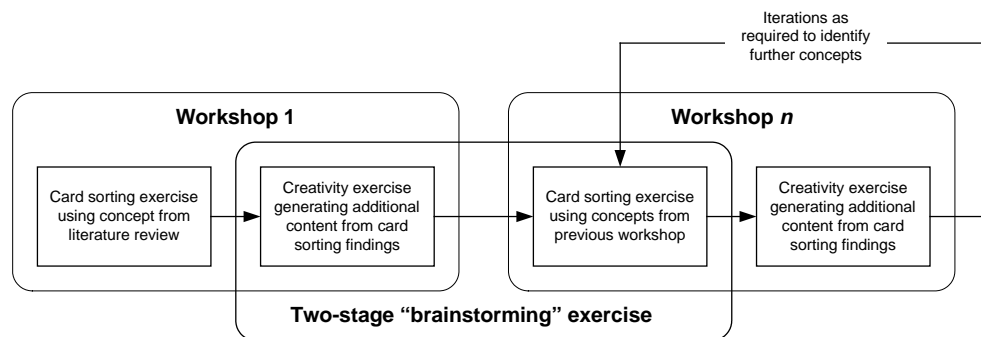 Iterations as
required to identify
further concepts
Workshop 1
Workshop n
Card sorting exercise
using concept from
literature review
Creativity exercise
generating additional
content from card
sorting findings
Card sorting exercise
using concepts from
previous workshop
Creativity exercise
generating additional
content from card
sorting findings
Two-stage “brainstorming” exercise